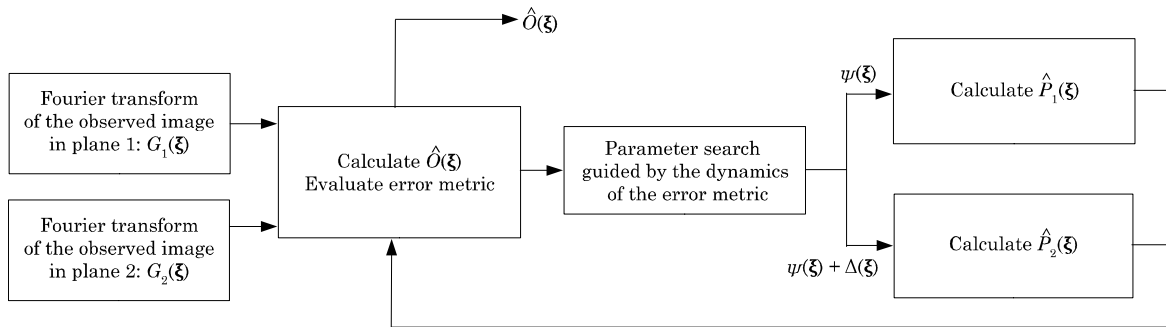 Ô(ξ)
Fourier transform
of the observed image
in plane 1: G₁(ξ)
Fourier transform
of the observed image
in plane 2: G₂(ξ)
Calculate Ô(ξ)
Evaluate error metric
Parameter search
guided by the dynamics
of the error metric
ψ(ξ)
ψ(ξ) + Δ(ξ)
Calculate P̂₁(ξ)
Calculate P̂₂(ξ)